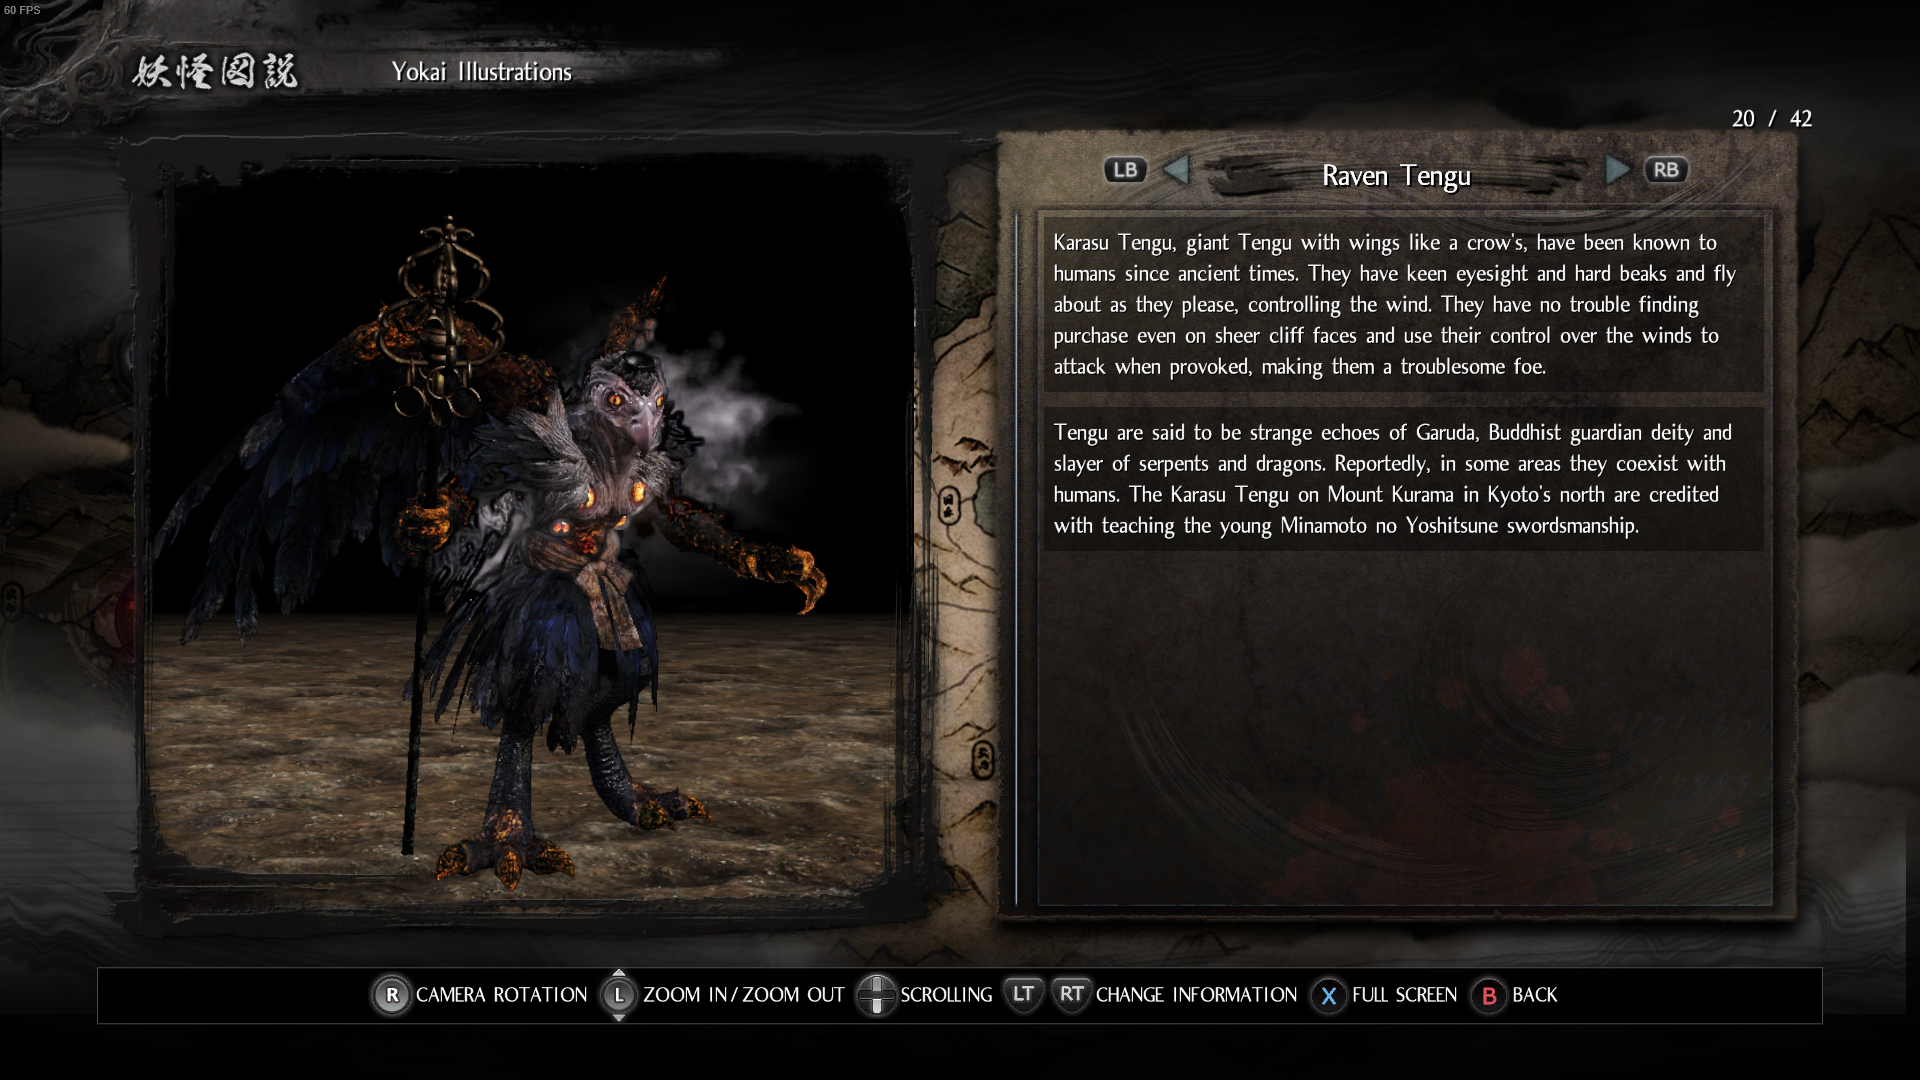 60 FPS
妖怪図説
Yokai Illustrations
20 / 42
LB
Raven Tengu
RB
Karasu Tengu, giant Tengu with wings like a crow's, have been known to
humans since ancient times. They have keen eyesight and hard beaks and fly
about as they please, controlling the wind. They have no trouble finding
purchase even on sheer cliff faces and use their control over the winds to
attack when provoked, making them a troublesome foe.
Tengu are said to be strange echoes of Garuda, Buddhist guardian deity and
slayer of serpents and dragons. Reportedly, in some areas they coexist with
humans. The Karasu Tengu on Mount Kurama in Kyoto's north are credited
with teaching the young Minamoto no Yoshitsune swordsmanship.
R CAMERA ROTATION L ZOOM IN/ZOOM OUT SCROLLING LT RT CHANGE INFORMATION X FULL SCREEN B BACK